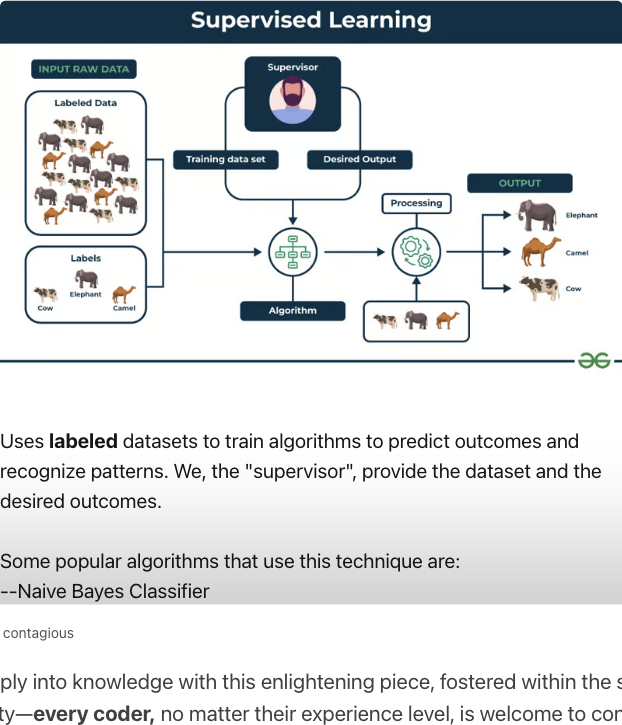 Supervised Learning
INPUT RAW DATA
Labeled Data
Labels
Elephant
Cow
Camel
Supervisor
Training data set
Desired Output
Algorithm
Processing
OUTPUT
Elephant
Camel
Cow
Uses labeled datasets to train algorithms to predict outcomes and
recognize patterns. We, the "supervisor", provide the dataset and the
desired outcomes.
Some popular algorithms that use this technique are:
--Naive Bayes Classifier
contagious
ply into knowledge with this enlightening piece, fostered within the s
ty—every coder, no matter their experience level, is welcome to con